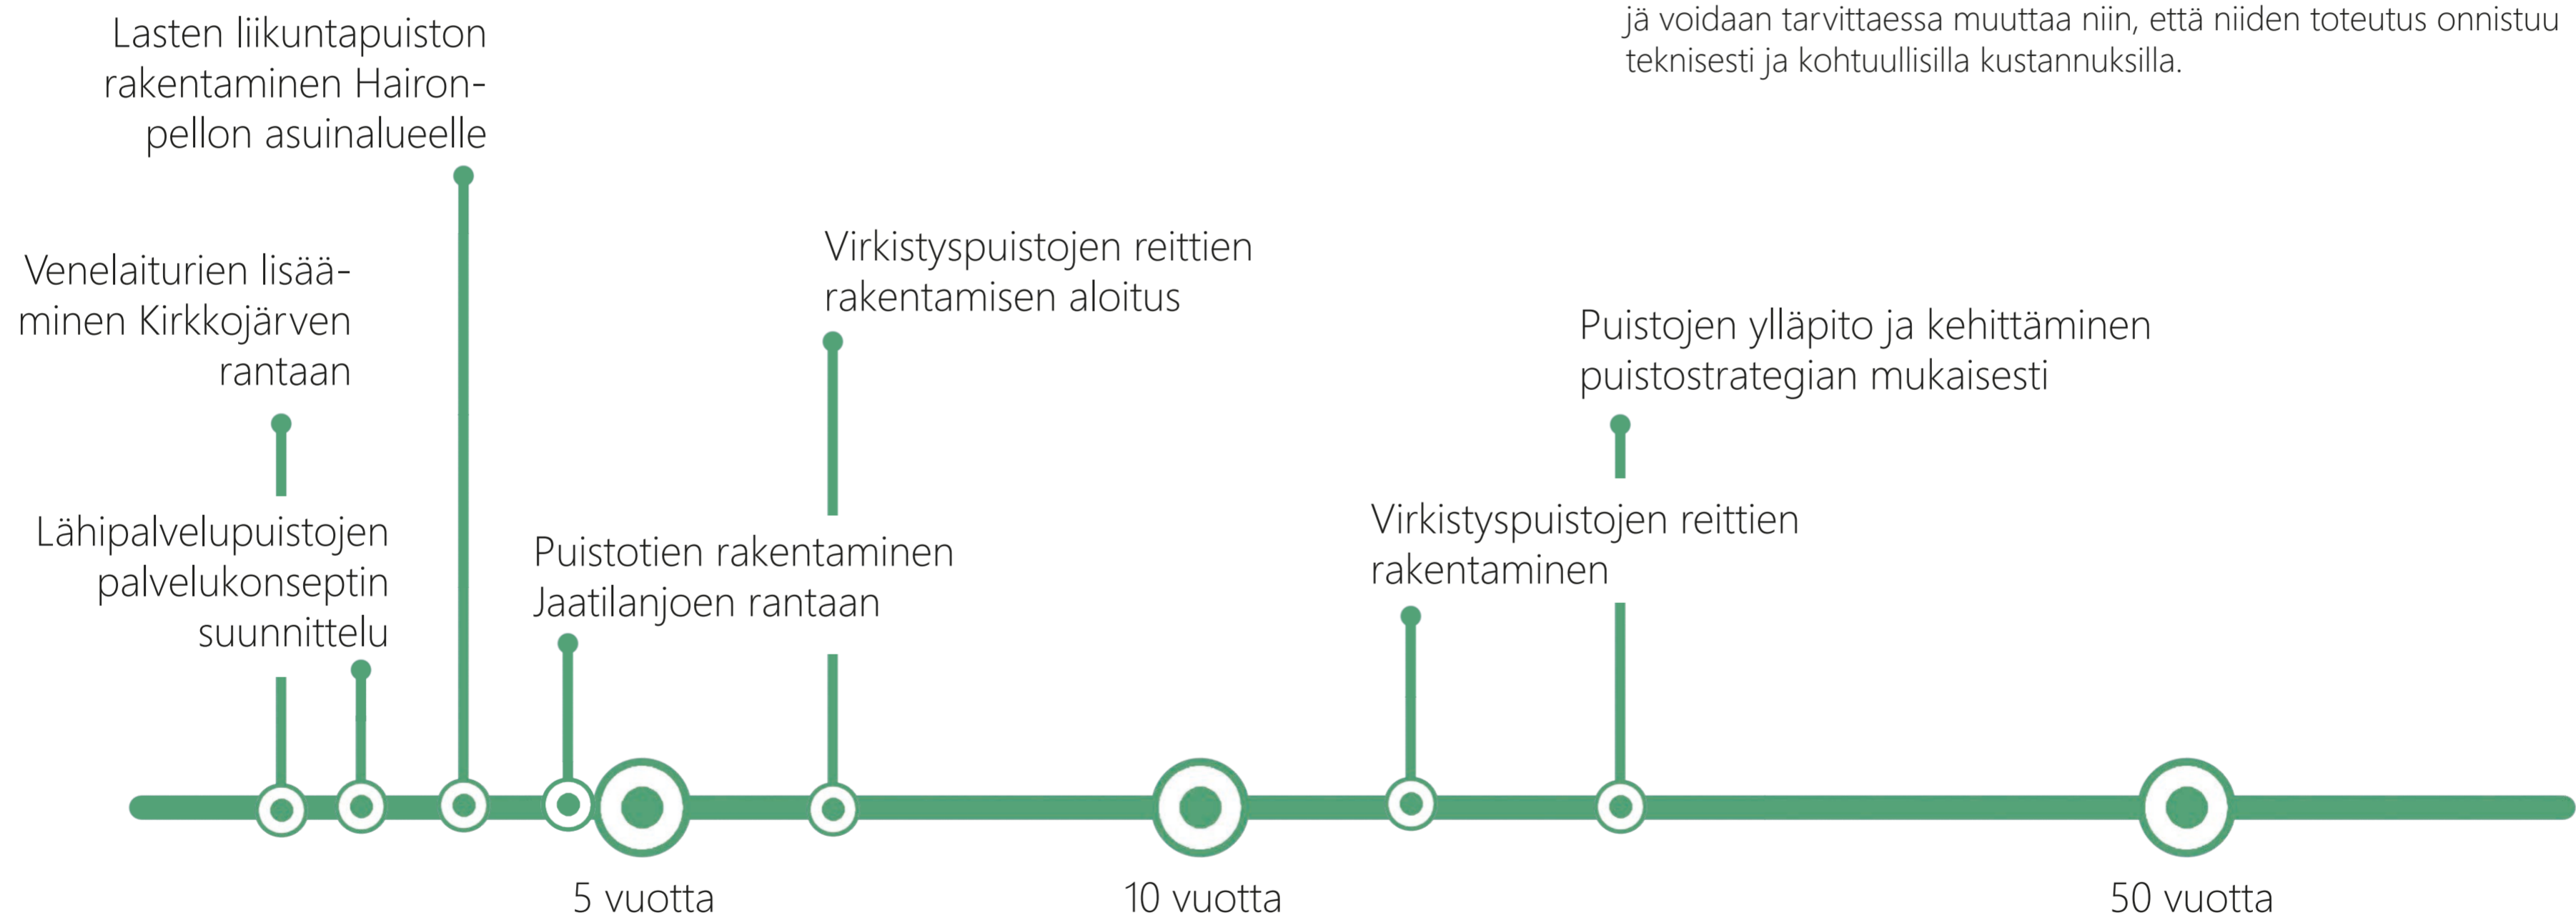 jä voidaan tarvittaessa muuttaa niin, että niiden toteutus onnistuu
teknisesti ja kohtuullisilla kustannuksilla.
Lasten liikuntapuiston
rakentaminen Hairon-
pellon asuinalueelle
Venelaiturien lisää-
minen Kirkkojärven
rantaan
Lähipalvelupuistojen
palvelukonseptin
suunnittelu
Puistotien rakentaminen
Jaatilanjoen rantaan
Virkistyspuistojen reittien
rakentamisen aloitus
Virkistyspuistojen reittien
rakentaminen
Puistojen ylläpito ja kehittäminen
puistostrategian mukaisesti
5 vuotta
10 vuotta
50 vuotta